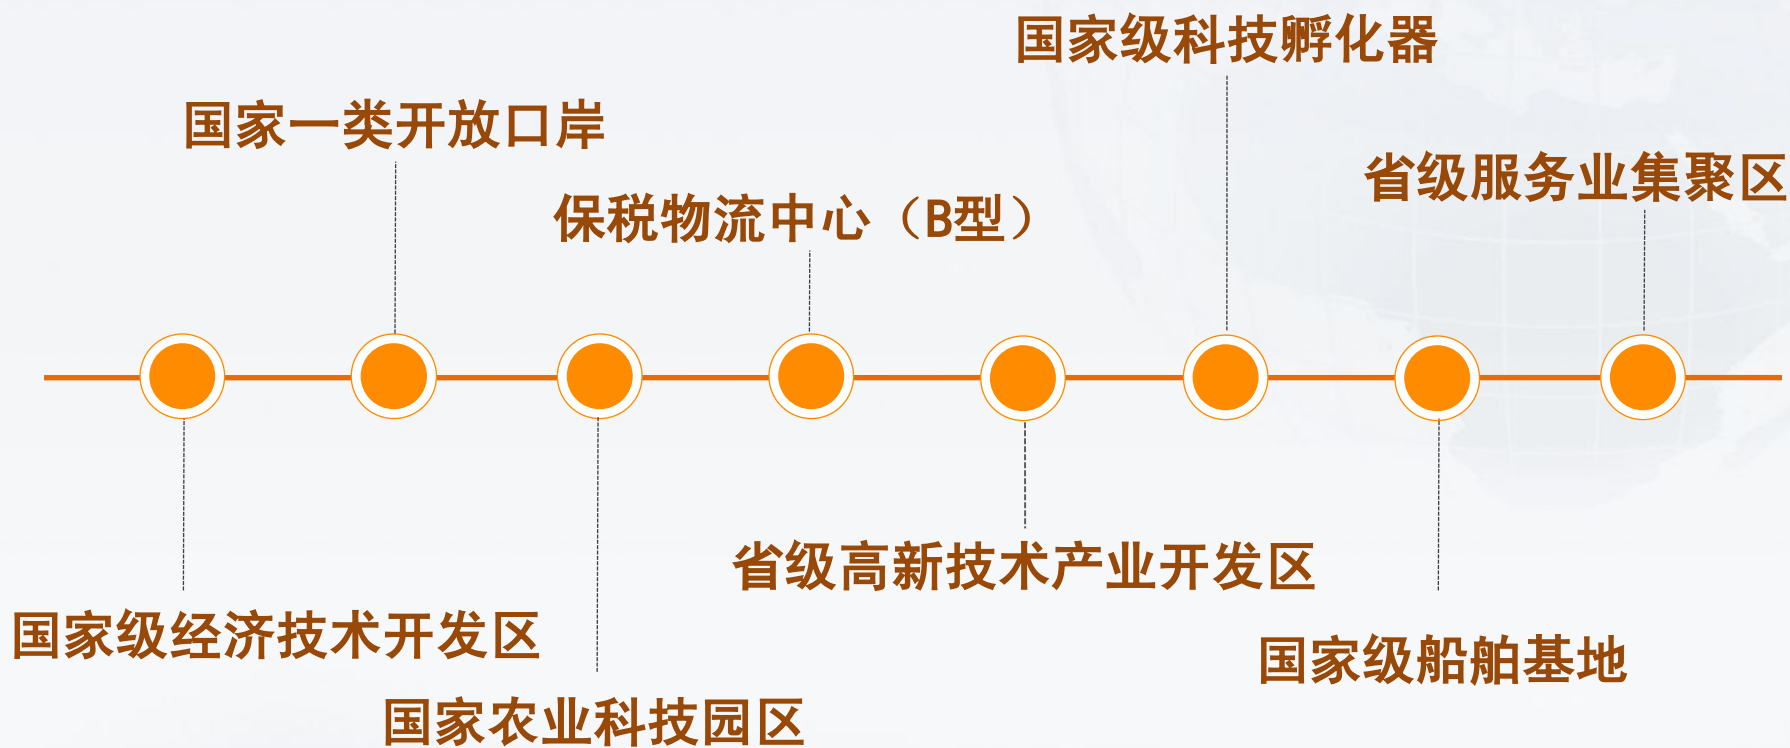 国家级科技孵化器
国家一类开放口岸
省级服务业集聚区
保税物流中心（B型）
省级高新技术产业开发区
国家级经济技术开发区
国家级船舶基地
国家农业科技园区